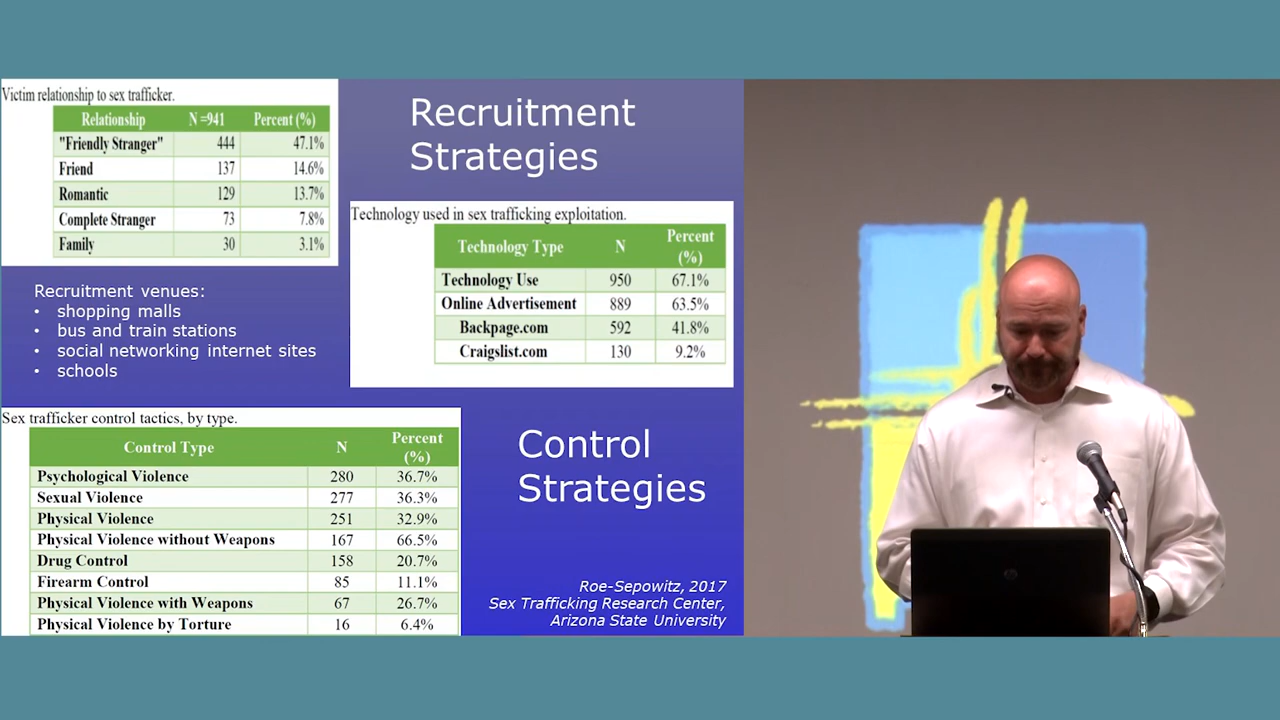 Victim relationship to sex trafficker.
Relationship N =941 Percent (%)
"Friendly Stranger" 444 47.1%
Friend 137 14.6%
Romantic 129 13.7%
Complete Stranger 73 7.8%
Family 30 3.1%
Recruitment
Strategies
Technology used in sex trafficking exploitation.
Technology Type N Percent
(%)
Technology Use 950 67.1%
Online Advertisement 889 63.5%
Backpage.com 592 41.8%
Craigslist.com 130 9.2%
Recruitment venues:
• shopping malls
• bus and train stations
• social networking internet sites
• schools
Sex trafficker control tactics, by type.
Control Type N Percent
(%)
Psychological Violence 280 36.7%
Sexual Violence 277 36.3%
Physical Violence 251 32.9%
Physical Violence without Weapons 167 66.5%
Drug Control 158 20.7%
Firearm Control 85 11.1%
Physical Violence with Weapons 67 26.7%
Physical Violence by Torture 16 6.4%
Control
Strategies
Roe-Sepowitz, 2017
Sex Trafficking Research Center,
Arizona State University